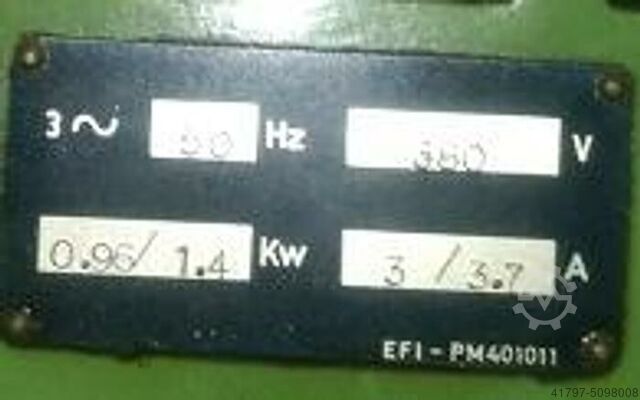 3~ 50 Hz 380 V
0.96/ 1.4 Kw 3 / 3.7 A
EFI - PM401011
41797-5098008